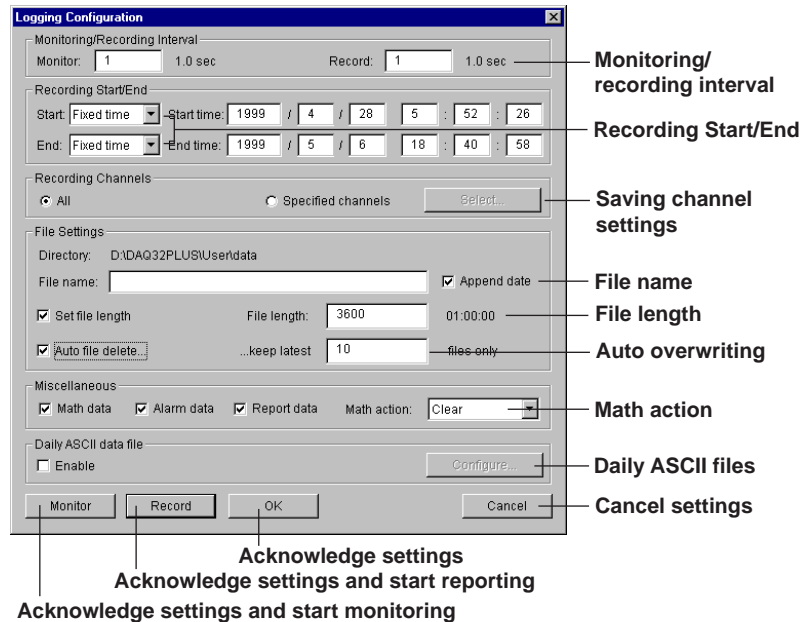 Logging Configuration
Monitoring/Recording Interval
Monitor: 1 1.0 sec Record: 1 1.0 sec
Monitoring/
recording interval
Recording Start/End
Start: Fixed time Start time: 1999 / 4 / 28 5 : 52 : 26
Recording Start/End
End: Fixed time End time: 1999 / 5 / 6 18 : 40 : 58
Recording Channels
All Specified channels Select...
Saving channel
settings
File Settings
Directory: D:\DAQ32PLUS\User\data
File name: Append date
File name
Set file length File length: 3600 01:00:00
File length
Auto file delete... ...keep latest 10 files only
Auto overwriting
Miscellaneous
Math data Alarm data Report data Math action: Clear
Math action
Daily ASCII data file
Enable Configure...
Daily ASCII files
Monitor Record OK Cancel
Cancel settings
Acknowledge settings
Acknowledge settings and start reporting
Acknowledge settings and start monitoring